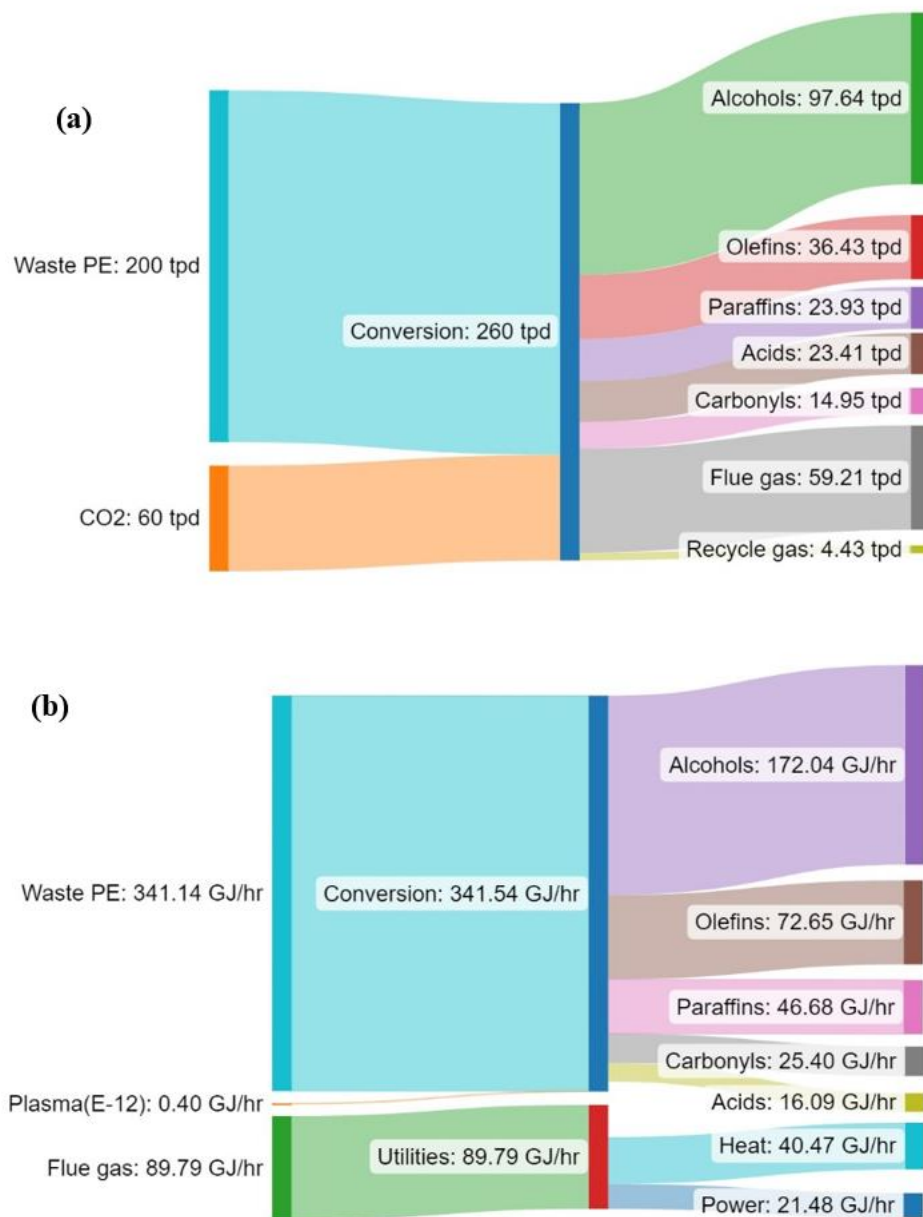 (a)
Waste PE: 200 tpd
CO2: 60 tpd
Conversion: 260 tpd
Alcohols: 97.64 tpd
Olefins: 36.43 tpd
Paraffins: 23.93 tpd
Acids: 23.41 tpd
Carbonyls: 14.95 tpd
Flue gas: 59.21 tpd
Recycle gas: 4.43 tpd
(b)
Waste PE: 341.14 GJ/hr
Plasma(E-12): 0.40 GJ/hr
Flue gas: 89.79 GJ/hr
Conversion: 341.54 GJ/hr
Utilities: 89.79 GJ/hr
Alcohols: 172.04 GJ/hr
Olefins: 72.65 GJ/hr
Paraffins: 46.68 GJ/hr
Carbonyls: 25.40 GJ/hr
Acids: 16.09 GJ/hr
Heat: 40.47 GJ/hr
Power: 21.48 GJ/hr